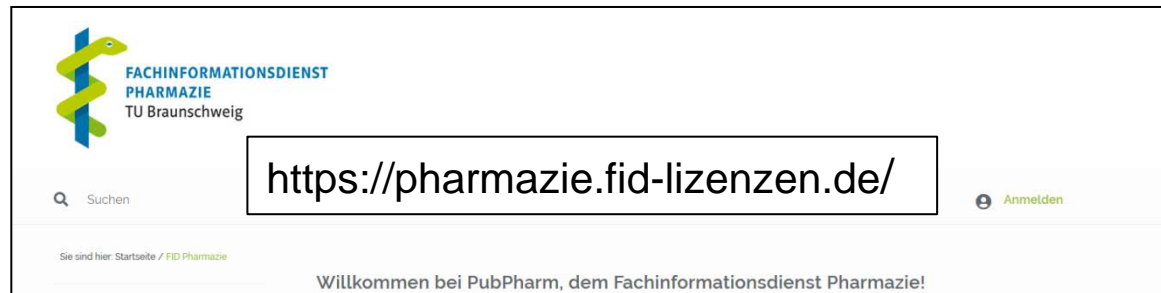 FACHINFORMATIONSDIENST
PHARMAZIE
TU Braunschweig
https://pharmazie.fid-lizenzen.de/
Suchen
Anmelden
Sie sind hier: Startseite / FID Pharmazie
Willkommen bei PubPharm, dem Fachinformationsdienst Pharmazie!